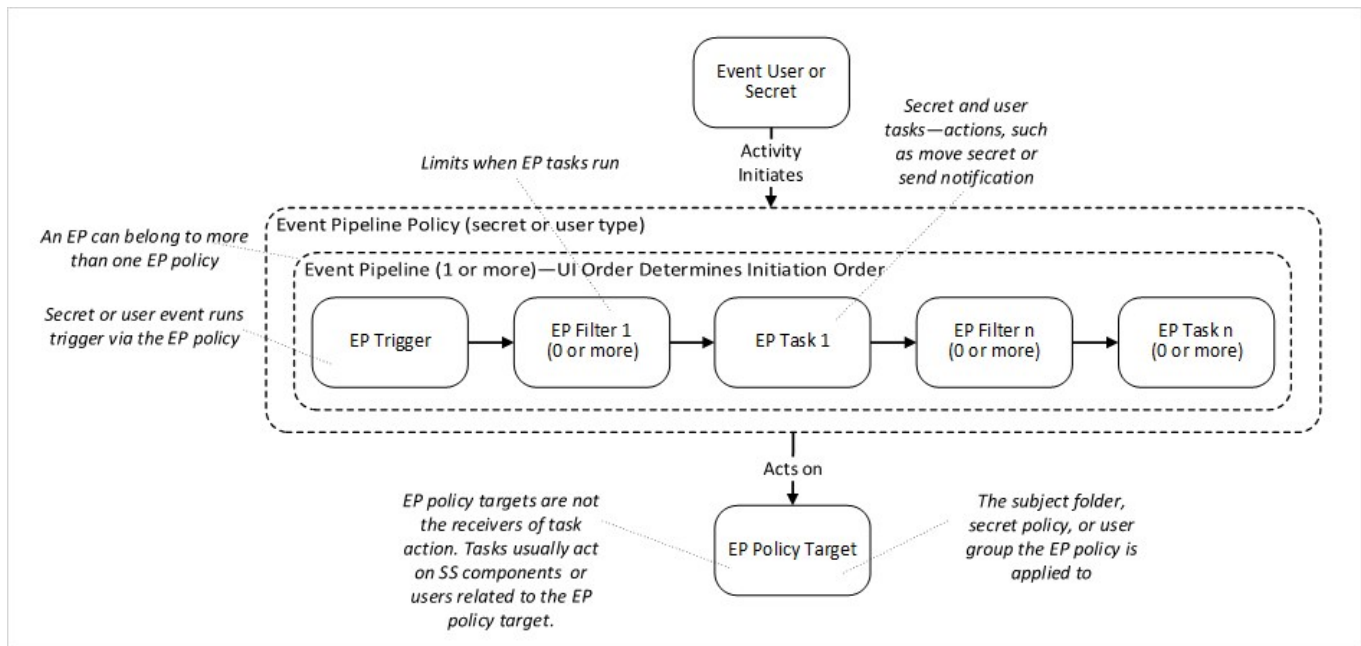 Event User or
Secret
Secret and user
tasks—actions, such
as move secret or
send notification
Activity
Initiates
Limits when EP tasks run
Event Pipeline Policy (secret or user type)
An EP can belong to more
than one EP policy
Event Pipeline (1 or more)—UI Order Determines Initiation Order
Secret or user event runs
trigger via the EP policy
EP Trigger
EP Filter 1
(0 or more)
EP Task 1
EP Filter n
(0 or more)
EP Task n
(0 or more)
Acts on
EP policy targets are not
the receivers of task
action. Tasks usually act
on SS components or
users related to the EP
policy target.
EP Policy Target
The subject folder,
secret policy, or user
group the EP policy is
applied to